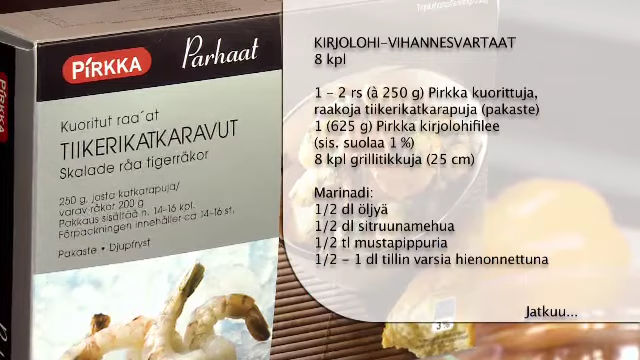 PIRKKA Parhaat
Kuoritut raa´at
TIIKERIKATKARAVUT
Skalade råa tigerräkor
250 g, josta katkarapuja/
varav räkor 200 g
Pakkaus sisältää n. 14-16 kpl.
Förpackningen innehåller ca 14-16 st.
Pakaste • Djupfryst
PIRKKA
KIRJOLOHI-VIHANNESVARTAAT
8 kpl
1 – 2 rs (à 250 g) Pirkka kuorittuja,
raakoja tiikerikatkarapuja (pakaste)
1 (625 g) Pirkka kirjolohifilee
(sis. suolaa 1 %)
8 kpl grillitikkuja (25 cm)
Marinadi:
1/2 dl öljyä
1/2 dl sitruunamehua
1/2 tl mustapippuria
1/2 – 1 dl tillin varsia hienonnettuna
Jatkuu...
3%